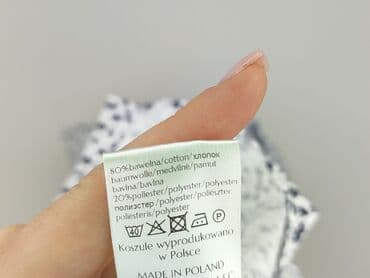 80%bawełna/cotton/хлопок
baumwolle/medvilnė/pamut
bavlna/bavlna
20%poliester/polyester/polyester
полиэстер/polyester/poliészter
poliesteris/polyester
40 P
Koszule wyprodukowano
w Polsce
MADE IN POLAND